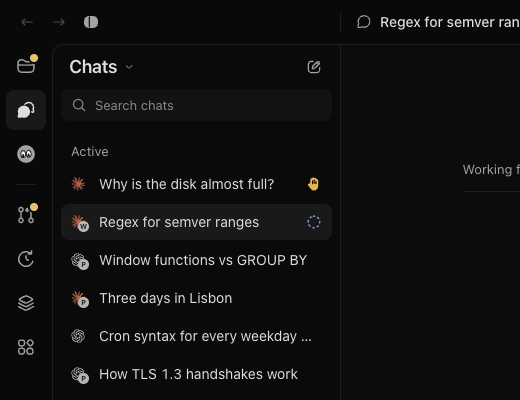 Regex for semver ran
Chats
Search chats
Working f
Active
Why is the disk almost full?
W Regex for semver ranges
P Window functions vs GROUP BY
P Three days in Lisbon
Cron syntax for every weekday ...
P How TLS 1.3 handshakes work